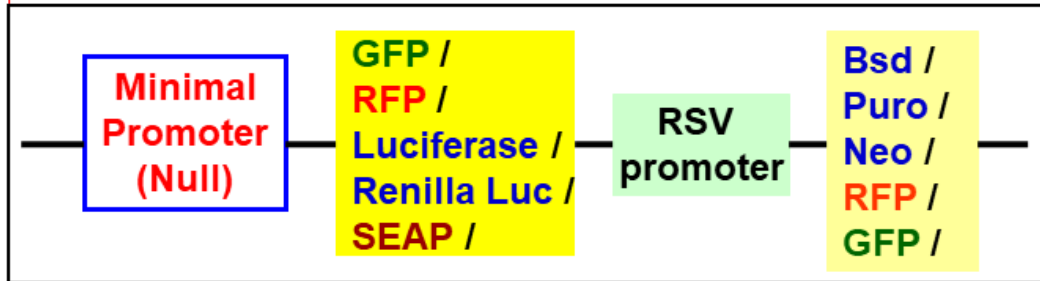 Minimal
Promoter
(Null)
GFP /
RFP /
Luciferase /
Renilla Luc /
SEAP /
RSV
promoter
Bsd /
Puro /
Neo /
RFP /
GFP /